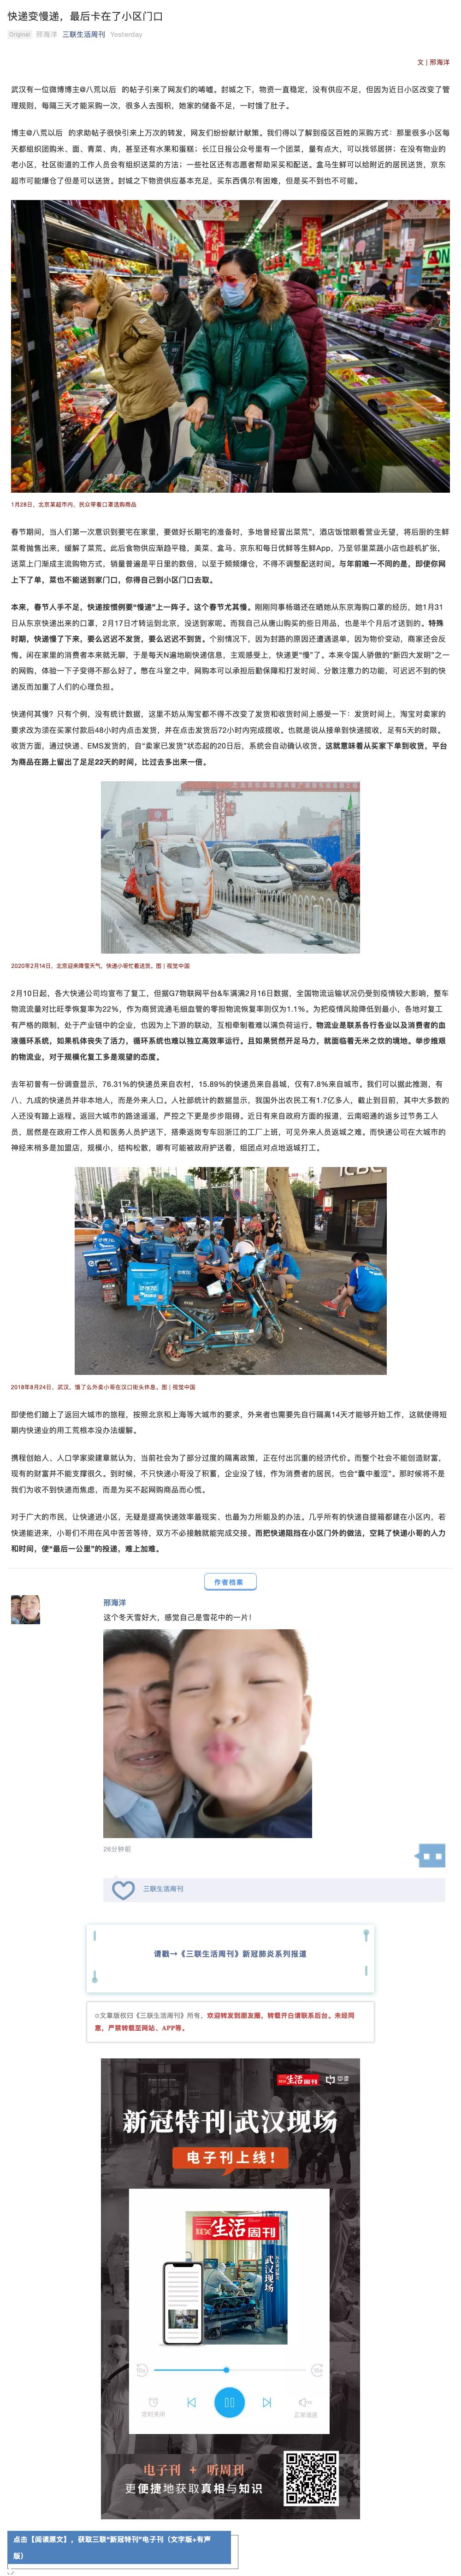 快递变慢递，最后卡在了小区门口
Original 邢海洋 三联生活周刊 Yesterday
文 | 邢海洋
武汉有一位微博博主@八荒以后 的帖子引来了网友们的唏嘘。封城之下，物资一直稳定，没有供应不足，但因为近日小区改变了管
理规则，每隔三天才能采购一次，很多人去囤积，她家的储备不足，一时饿了肚子。
博主@八荒以后 的求助帖子很快引来上万次的转发，网友们纷纷献计献策。我们得以了解到疫区百姓的采购方式：那里很多小区每
天都组织团购米、面、青菜、肉，甚至还有水果和蛋糕；长江日报公众号里有一个团菜，量有点大，可以找邻居拼；在没有物业的
老小区，社区街道的工作人员会有组织送菜的方法；一些社区还有志愿者帮助采买和配送。盒马生鲜可以给附近的居民送货，京东
超市可能爆仓了但是可以送货。封城之下物资供应基本充足，买东西偶尔有困难，但是买不到也不可能。
1月28日，北京某超市内，民众带着口罩选购商品
春节期间，当人们第一次意识到要宅在家里，要做好长期宅的准备时，多地曾经冒出菜荒”，酒店饭馆眼看营业无望，将后厨的生鲜
菜肴抛售出来，缓解了菜荒。此后食物供应渐趋平稳，美菜、盒马、京东和每日优鲜等生鲜App，乃至邻里菜蔬小店也趁机扩张，
送菜上门渐成主流购物方式，销量普遍是平日里的数倍，以至于频频爆仓，不得不调整配送时间。与年前唯一不同的是，即使你网
上下了单，菜也不能送到家门口，你得自己到小区门口去取。
本来，春节人手不足，快递按惯例要“慢递”上一阵子。这个春节尤其慢。刚刚同事杨璐还在晒她从东京海购口罩的经历，她1月31
日从东京快递出来的口罩，2月17日才转运到北京，没送到家呢。而我自己从唐山购买的些日用品，也是半个月后才送到的。特殊
时期，快递慢了下来，要么迟迟不发货，要么迟迟不到货。个别情况下，因为封路的原因还遭遇退单，因为物价变动，商家还会反
悔。闲在家里的消费者本来就无聊，于是每天N遍地刷快递信息，主观感受上，快递更“慢”了。本来令国人骄傲的“新四大发明”之一
的网购，体验一下子变得不那么好了。憋在斗室之中，网购本可以承担后勤保障和打发时间、分散注意力的功能，可迟迟不到的快
递反而加重了人们的心理负担。
快递何其慢？只有个例，没有统计数据，这里不妨从淘宝都不得不改变了发货和收货时间上感受一下：发货时间上，淘宝对卖家的
要求改为须在买家付款后48小时内点击发货，并在点击发货后72小时内完成揽收。也就是说从接单到快递揽收，足有5天的时限。
收货方面，通过快递、EMS发货的，自“卖家已发货”状态起的20日后，系统会自动确认收货。这就意味着从买家下单到收货，平台
为商品在路上留出了足足22天的时间，比过去多出来一倍。
2020年2月14日，北京迎来降雪天气，快递小哥忙着送货。图 | 视觉中国
2月10日起，各大快递公司均宣布了复工，但据G7物联网平台&车满满2月16日数据，全国物流运输状况仍受到疫情较大影响，整车
物流流量对比旺季恢复率为22%，作为商贸流通毛细血管的零担物流恢复率则仅为1.1%。为把疫情风险降低到最小，各地对复工
有严格的限制，处于产业链中的企业，也因为上下游的联动，互相牵制着难以满负荷运行。物流业是联系各行各业以及消费者的血
液循环系统，如果机体丧失了活力，循环系统也难以独立高效率运行。且如果贸然开足马力，就面临着无米之炊的境地。举步维艰
的物流业，对于规模化复工多是观望的态度。
去年初曾有一份调查显示，76.31%的快递员来自农村，15.89%的快递员来自县城，仅有7.8%来自城市。我们可以据此推测，有
八、九成的快递员并非本地人，而是外来人口。人社部统计的数据显示，我国外出农民工有1.7亿多人，截止到目前，其中大多数的
人还没有踏上返程。返回大城市的路途遥遥，严控之下更是步步阻碍。近日有来自政府方面的报道，云南昭通的返乡过节务工人
员，居然是在政府工作人员和医务人员护送下，搭乘返岗专车回浙江的工厂上班，可见外来人员返城之难。而快递公司在大城市的
神经末梢多是加盟店，规模小，结构松散，哪有可能被政府护送着，组团点对点地返城打工。
2018年8月24日、武汉，饿了么外卖小哥在汉口街头休息。图 | 视觉中国
即使他们踏上了返回大城市的旅程，按照北京和上海等大城市的要求，外来者也需要先自行隔离14天才能够开始工作，这就使得短
期内快递业的用工荒根本没办法缓解。
携程创始人、人口学家梁建章就认为，当前社会为了部分过度的隔离政策，正在付出沉重的经济代价。而整个社会不能创造财富，
现有的财富并不能支撑很久。到时候，不只快递小哥没了积蓄，企业没了钱，作为消费者的居民，也会“囊中羞涩”。那时候将不是
我们为收不到快递而焦虑，而是为买不起网购商品而心慌。
对于广大的市民，让快递进小区，无疑是提高快递效率最现实、也最为力所能及的办法。几乎所有的快递自提箱都建在小区内，若
快递能进来，小哥们不用在风中苦苦等待，双方不必接触就能完成交接。而把快递阻挡在小区门外的做法，空耗了快递小哥的人力
和时间，使“最后一公里”的投递，难上加难。
作者档案
邢海洋
这个冬天雪好大，感觉自己是雪花中的一片！
26分钟前
三联生活周刊
请戳→《三联生活周刊》新冠肺炎系列报道
⊙文章版权归《三联生活周刊》所有，欢迎转发到朋友圈，转载开白请联系后台。未经同
意，严禁转载至网站、APP等。
生活周刊 中读
新冠特刊|武汉现场
电子刊上线！
生活周刊
武汉现场
15s 15s
定时关闭 正常语速
电子刊 + 听周刊
更便捷地获取真相与知识
点击【阅读原文】，获取三联“新冠特刊”电子刊（文字版+有声
版）